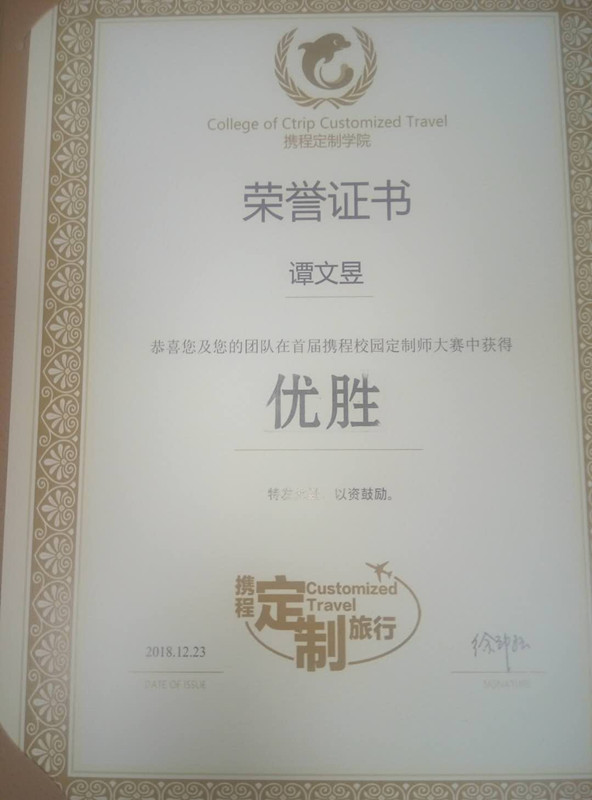 College of Ctrip Customized Travel
携程定制学院
荣誉证书
谭文昱
恭喜您及您的团队在首届携程校园定制师大赛中获得
优胜
特发 以资鼓励。
携程
定制
Customized
Travel
旅行
2018.12.23
DATE OF ISSUE
SIGNATURE